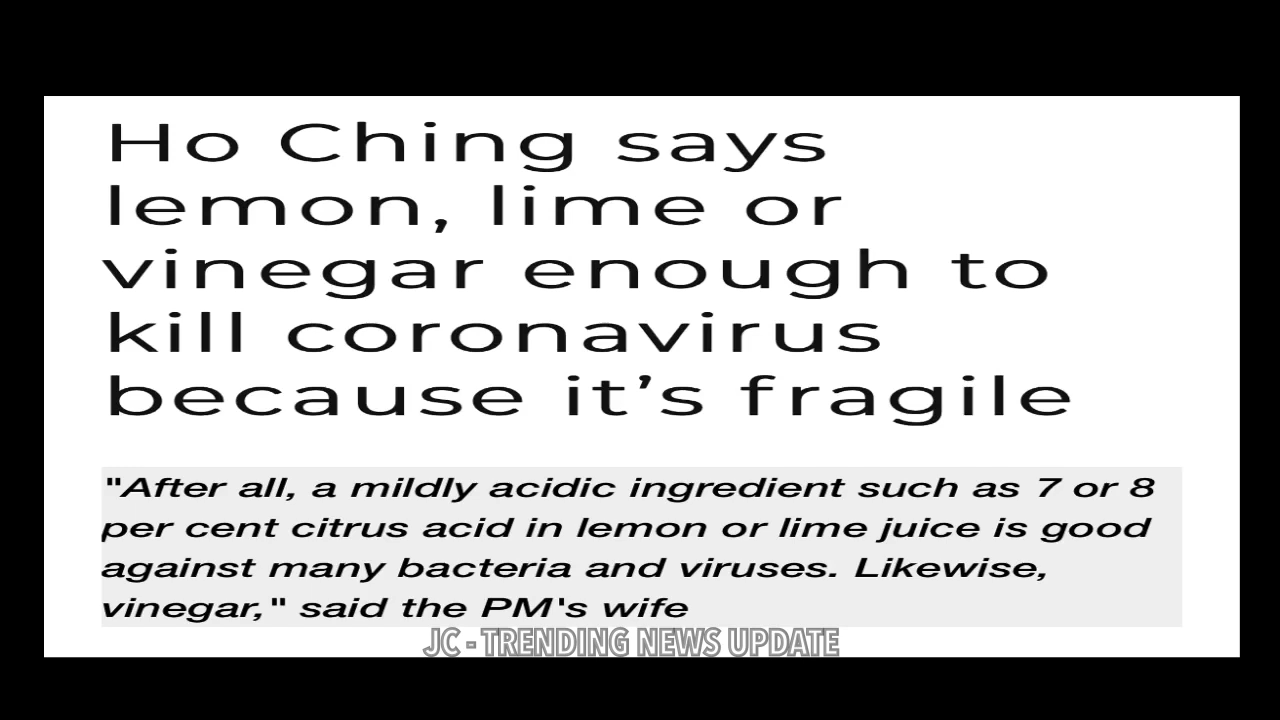 Ho Ching says
lemon, lime or
vinegar enough to
kill coronavirus
because it’s fragile
"After all, a mildly acidic ingredient such as 7 or 8
per cent citrus acid in lemon or lime juice is good
against many bacteria and viruses. Likewise,
vinegar," said the PM's wife
JC - TRENDING NEWS UPDATE